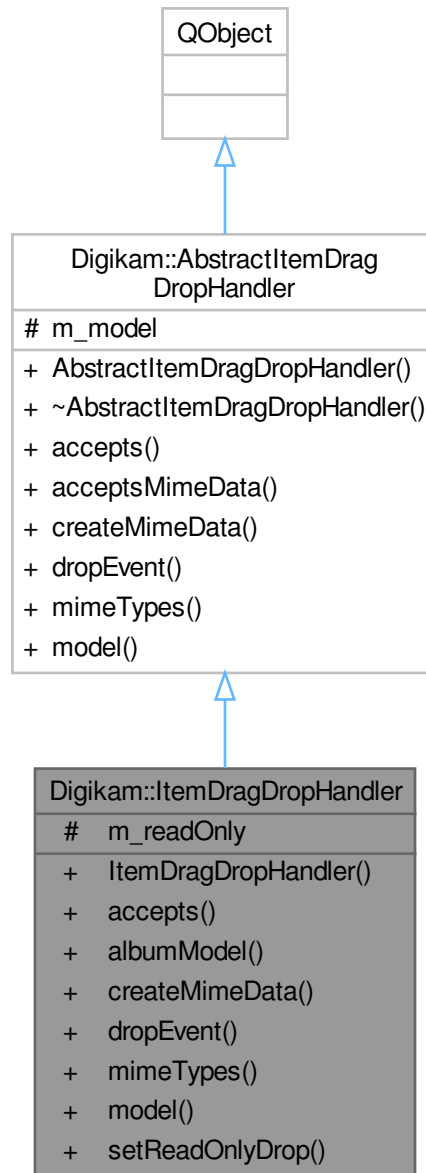 QObject
Digikam::AbstractItemDrag
DropHandler
# m_model
+ AbstractItemDragDropHandler()
+ ~AbstractItemDragDropHandler()
+ accepts()
+ acceptsMimeData()
+ createMimeData()
+ dropEvent()
+ mimeTypes()
+ model()
Digikam::ItemDragDropHandler
# m_readOnly
+ ItemDragDropHandler()
+ accepts()
+ albumModel()
+ createMimeData()
+ dropEvent()
+ mimeTypes()
+ model()
+ setReadOnlyDrop()